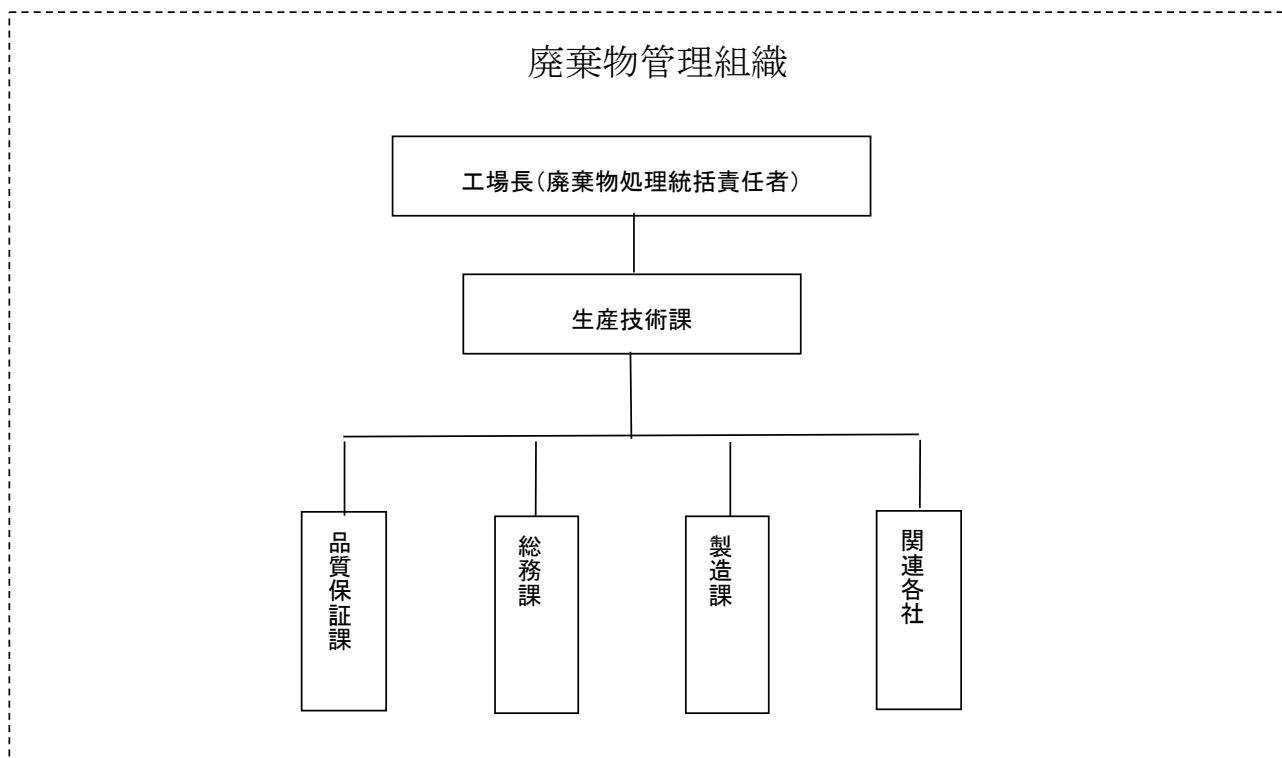 廃棄物管理組織
工場長(廃棄物処理統括責任者)
生産技術課
品質保証課
総務課
製造課
関連各社